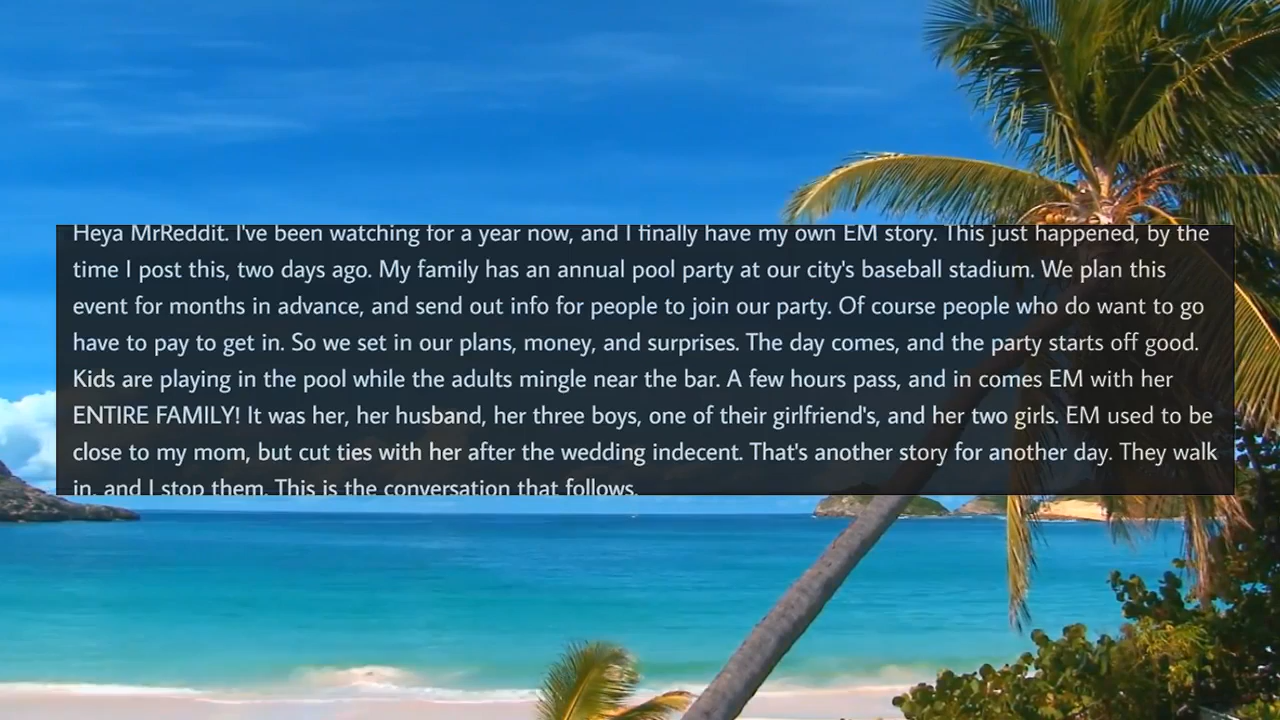 Heya MrReddit. I've been watching for a year now, and I finally have my own EM story. This just happened, by the
time I post this, two days ago. My family has an annual pool party at our city's baseball stadium. We plan this
event for months in advance, and send out info for people to join our party. Of course people who do want to go
have to pay to get in. So we set in our plans, money, and surprises. The day comes, and the party starts off good.
Kids are playing in the pool while the adults mingle near the bar. A few hours pass, and in comes EM with her
ENTIRE FAMILY! It was her, her husband, her three boys, one of their girlfriend's, and her two girls. EM used to be
close to my mom, but cut ties with her after the wedding indecent. That's another story for another day. They walk
in, and I stop them. This is the conversation that follows.